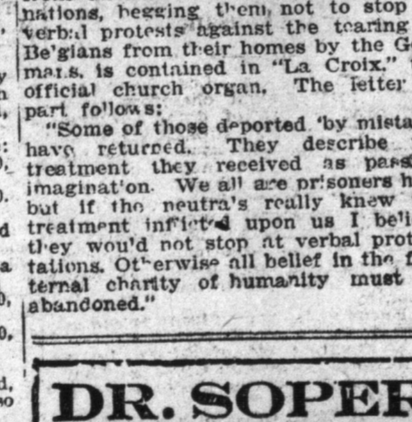 nations, begging them not to stop
verbal protests against the tearing
Belgians from their homes by the G
mans, is contained in "La Croix,"
official church organ. The letter
part follows:
"Some of those deported 'by mista
have returned. They describe
treatment they received as pass
imagination. We all are prisoners h
but if the neutra's really knew
treatment inflicted upon us I beli
they wou'd not stop at verbal prot
tations. Otherwise all belief in the f
ternal charity of humanity must
abandoned."
DR. SOPER